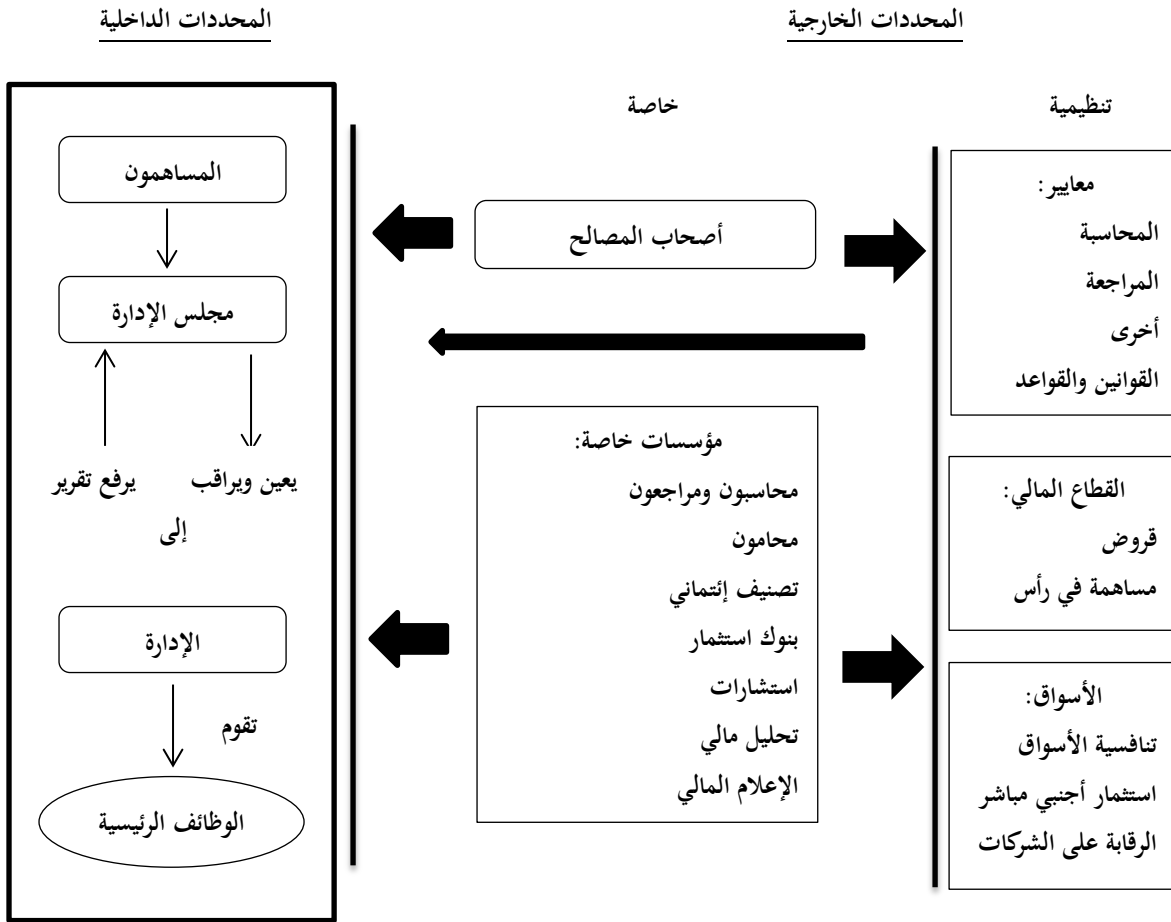 المحددات الخارجية
المحددات الداخلية
تنظيمية
معايير:
المحاسبة
المراجعة
أخرى
القوانين والقواعد
القطاع المالي:
قروض
مساهمة في رأس
الأسواق:
تنافسية الأسواق
استثمار أجنبي مباشر
الرقابة على الشركات
خاصة
أصحاب المصالح
مؤسسات خاصة:
محاسبون ومراجعون
محامون
تصنيف إئتماني
بنوك استثمار
استشارات
تحليل مالي
الإعلام المالي
المساهمون
مجلس الإدارة
يعين ويراقب
يرفع تقرير
إلى
الإدارة
تقوم
الوظائف الرئيسية